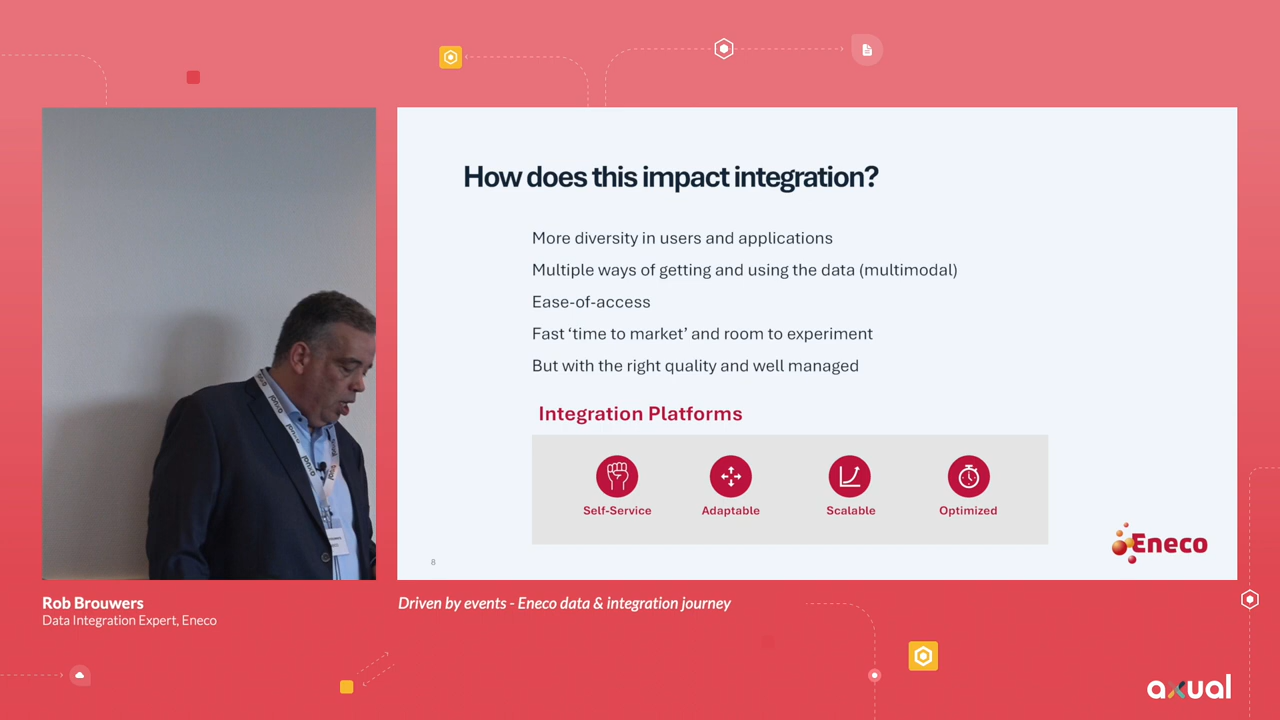 How does this impact integration?
More diversity in users and applications
Multiple ways of getting and using the data (multimodal)
Ease-of-access
Fast ‘time to market’ and room to experiment
But with the right quality and well managed
Integration Platforms
Self-Service
Adaptable
Scalable
Optimized
Eneco
8
Rob Brouwers
Data Integration Expert, Eneco
Driven by events - Eneco data & integration journey
axual